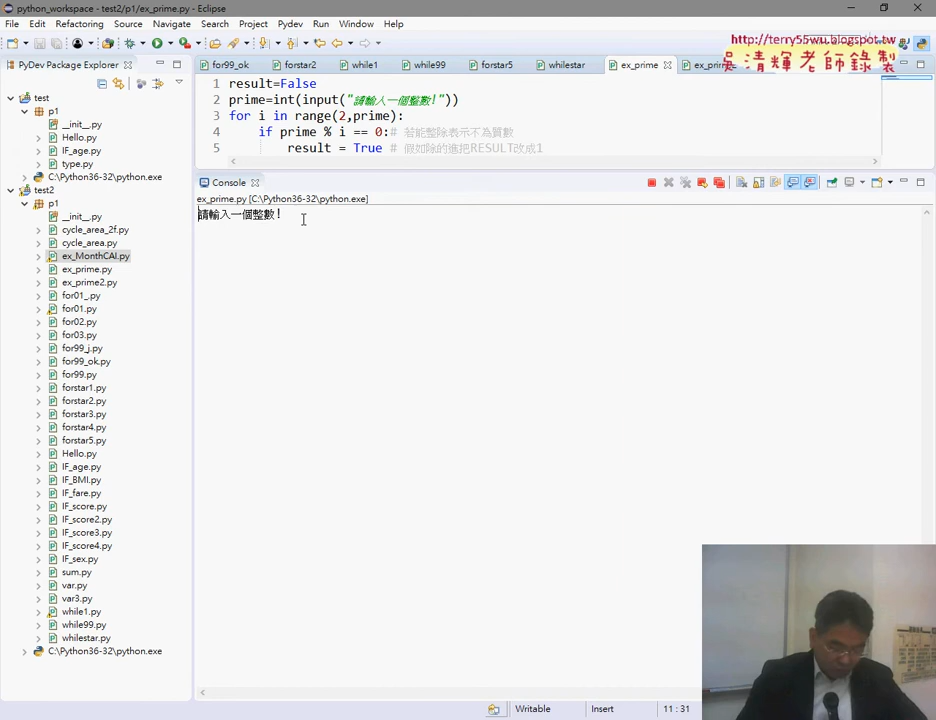 python_workspace - test2/p1/ex_prime.py - Eclipse
File Edit Refactoring Source Navigate Search Project Pydev Run Window Help
http://terry55wu.blogspot.tw
吳清輝老師錄製
PyDev Package Explorer
for99_ok forstar2 while1 while99 forstar5 whilestar ex_prime
1 result=False
2 prime=int(input("請輸入一個整數!"))
3 for i in range(2,prime):
4 if prime % i == 0:# 若能整除表示不為質數
5 result = True # 假如除的進把RESULT改成1
Console
ex_prime.py [C:\Python36-32\python.exe]
請輸入一個整數!
test
p1
__init__.py
Hello.py
IF_age.py
type.py
C:\Python36-32\python.exe
test2
p1
__init__.py
cycle_area_2f.py
cycle_area.py
ex_MonthCAl.py
ex_prime.py
ex_prime2.py
for01_.py
for01.py
for02.py
for03.py
for99_j.py
for99_ok.py
for99.py
forstar1.py
forstar2.py
forstar3.py
forstar4.py
forstar5.py
Hello.py
IF_age.py
IF_BMI.py
IF_fare.py
IF_score.py
IF_score2.py
IF_score3.py
IF_score4.py
IF_sex.py
sum.py
var.py
var3.py
while1.py
while99.py
whilestar.py
C:\Python36-32\python.exe
Writable Insert 11 : 31